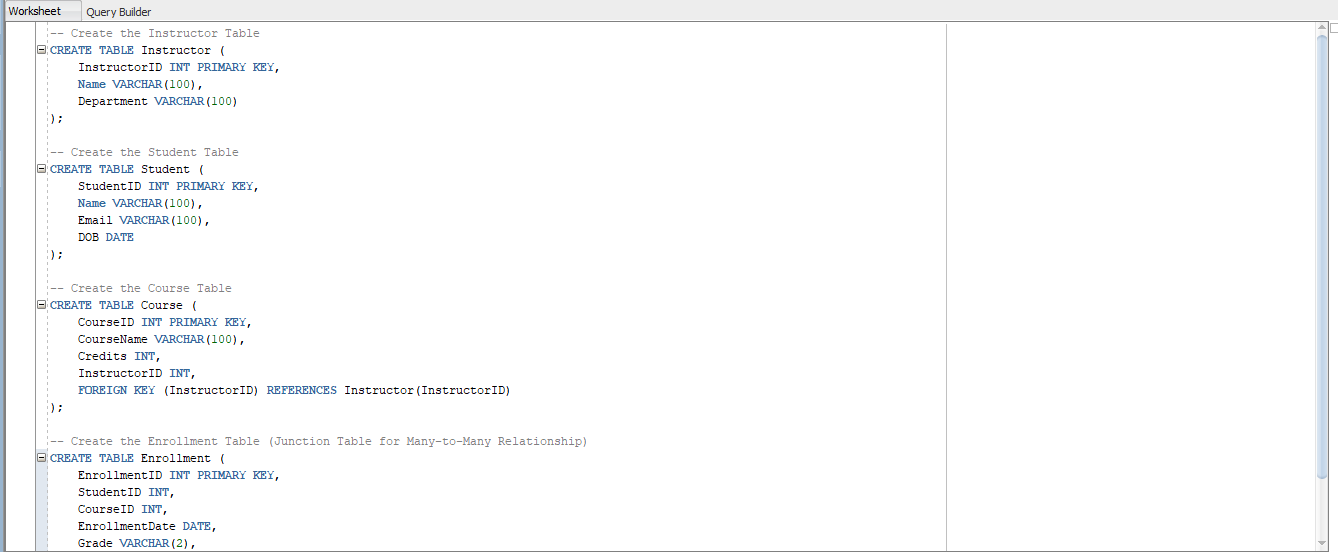 Worksheet Query Builder
-- Create the Instructor Table
CREATE TABLE Instructor (
    InstructorID INT PRIMARY KEY,
    Name VARCHAR(100),
    Department VARCHAR(100)
);
-- Create the Student Table
CREATE TABLE Student (
    StudentID INT PRIMARY KEY,
    Name VARCHAR(100),
    Email VARCHAR(100),
    DOB DATE
);
-- Create the Course Table
CREATE TABLE Course (
    CourseID INT PRIMARY KEY,
    CourseName VARCHAR(100),
    Credits INT,
    InstructorID INT,
    FOREIGN KEY (InstructorID) REFERENCES Instructor(InstructorID)
);
-- Create the Enrollment Table (Junction Table for Many-to-Many Relationship)
CREATE TABLE Enrollment (
    EnrollmentID INT PRIMARY KEY,
    StudentID INT,
    CourseID INT,
    EnrollmentDate DATE,
    Grade VARCHAR(2),